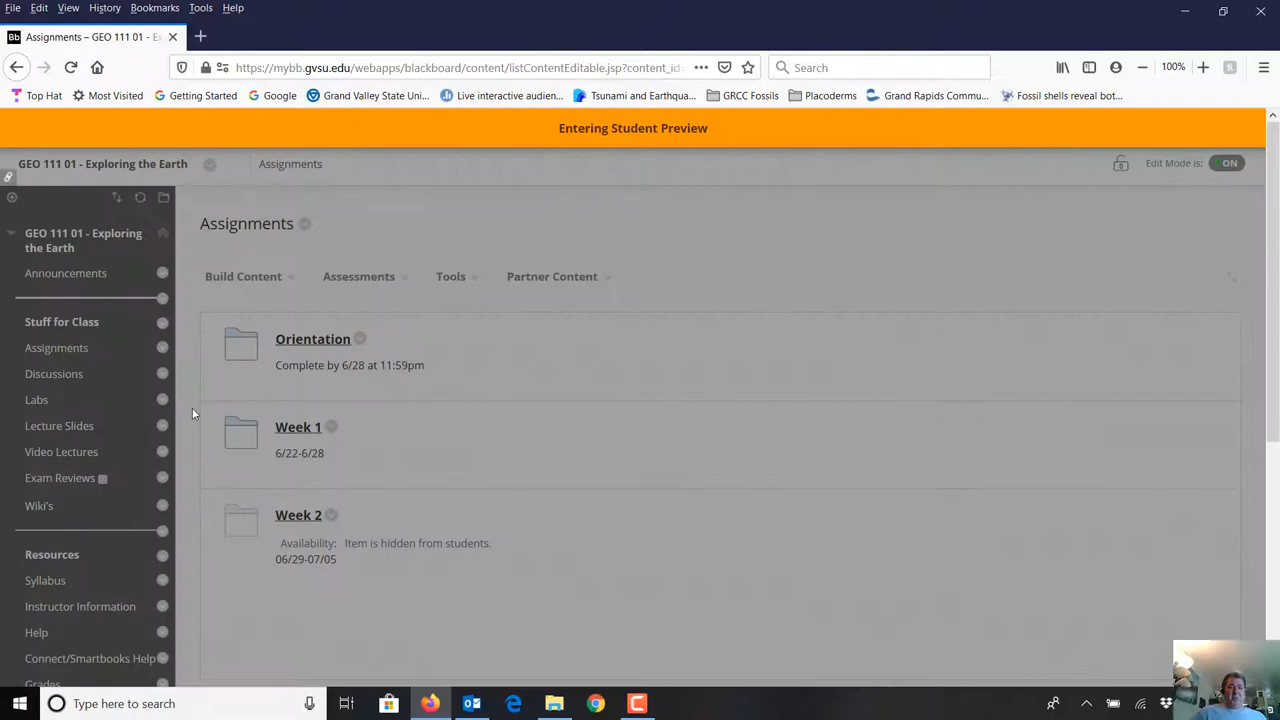 File Edit View History Bookmarks Tools Help
Bb Assignments – GEO 111 01 - Ex
https://mybb.gvsu.edu/webapps/blackboard/content/listContentEditable.jsp?content_id
Search
100%
Top Hat Most Visited Getting Started Google Grand Valley State Uni... Live interactive audien... Tsunami and Earthqua... GRCC Fossils Placoderms Grand Rapids Commu... Fossil shells reveal bot...
Entering Student Preview
GEO 111 01 - Exploring the Earth Assignments Edit Mode is: ON
GEO 111 01 - Exploring
the Earth
Announcements
Stuff for Class
Assignments
Discussions
Labs
Lecture Slides
Video Lectures
Exam Reviews
Wiki's
Resources
Syllabus
Instructor Information
Help
Connect/Smartbooks Help
Grades
Assignments
Build Content Assessments Tools Partner Content
Orientation
Complete by 6/28 at 11:59pm
Week 1
6/22-6/28
Week 2
Availability: Item is hidden from students.
06/29-07/05
Type here to search